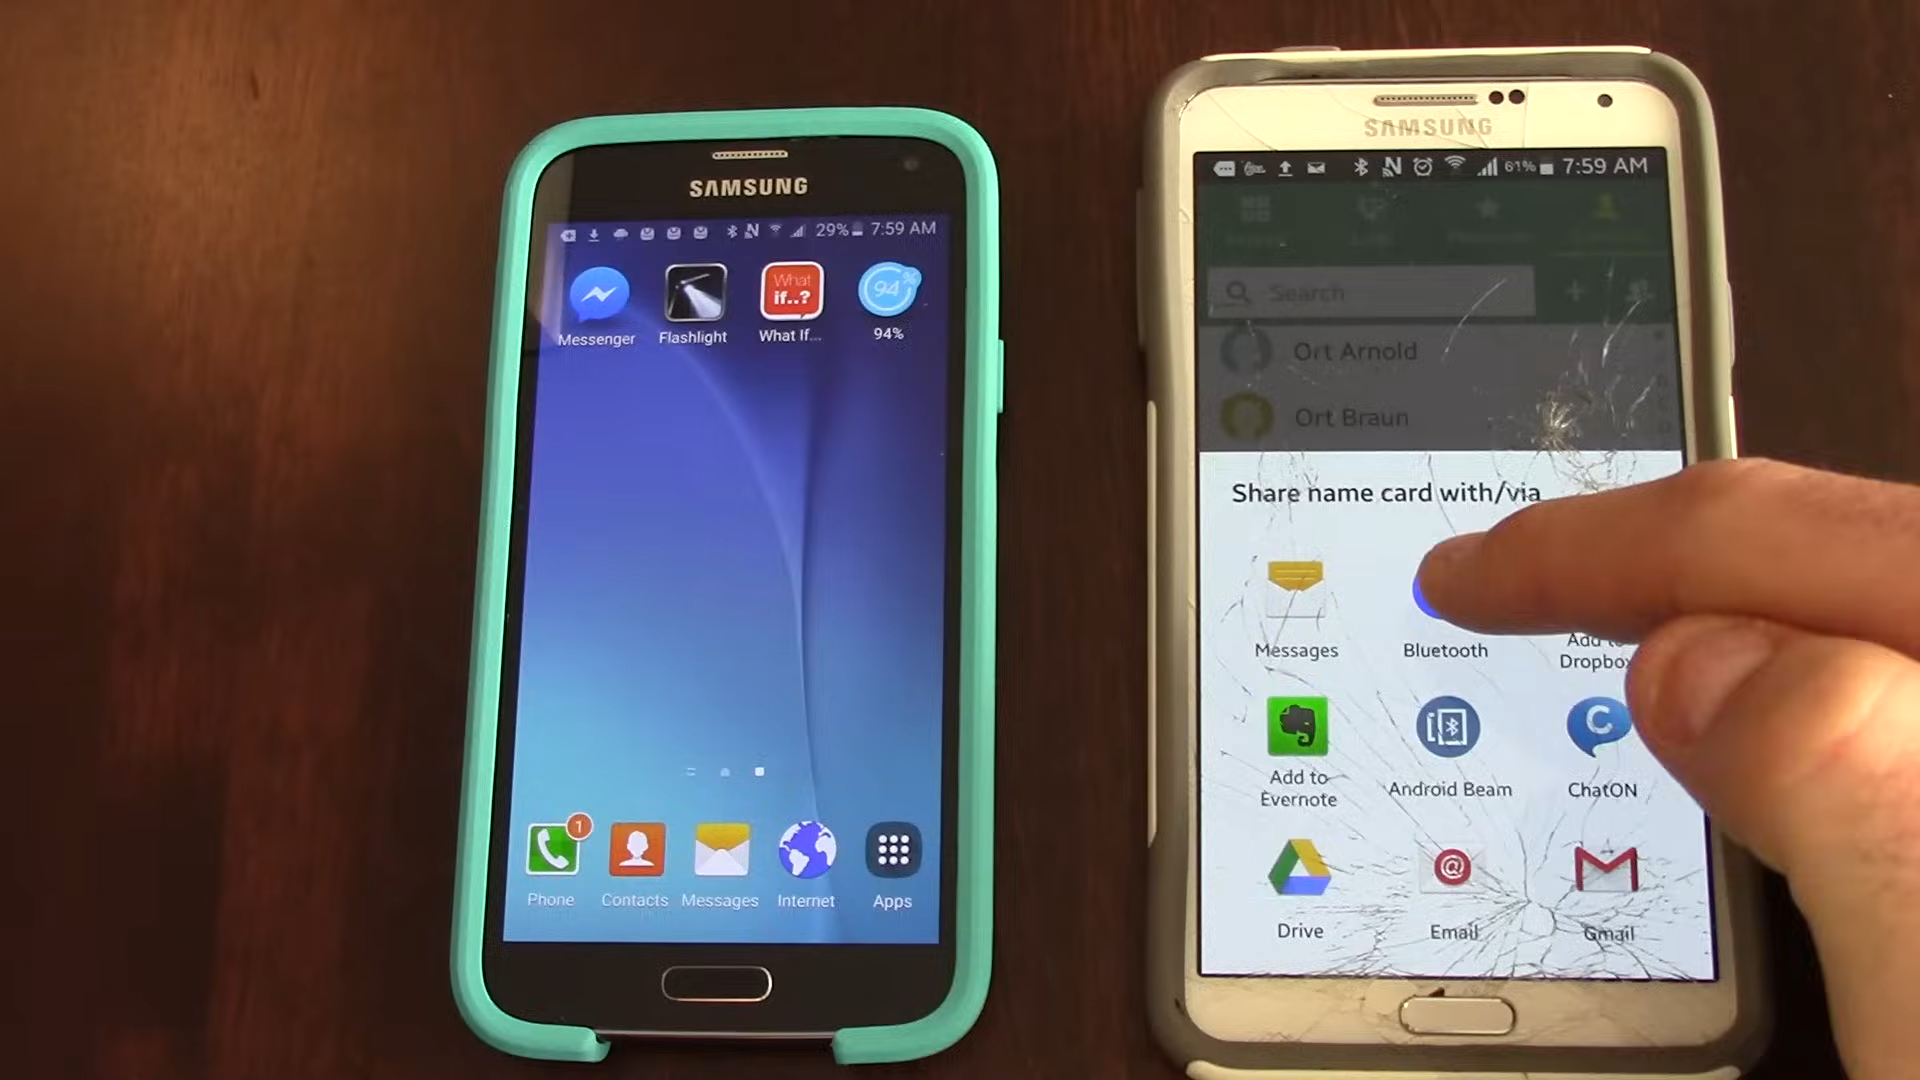 SAMSUNG
29% 7:59 AM
What
if..?
94%
Messenger
Flashlight
What If...
94%
1
Phone
Contacts
Messages
Internet
Apps
SAMSUNG
61% 7:59 AM
Search
Ort Arnold
Ort Braun
Share name card with/via
Messages
Bluetooth
Add to
Dropbox
Add to
Evernote
Android Beam
ChatON
Drive
Email
Gmail